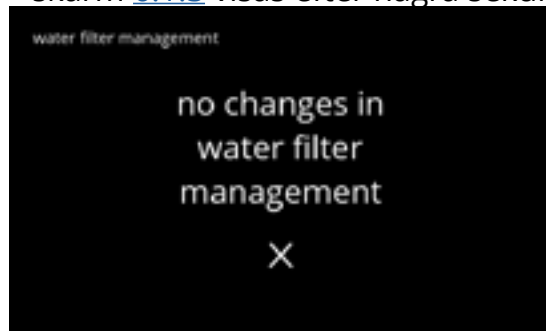 water filter management
no changes in
water filter
management